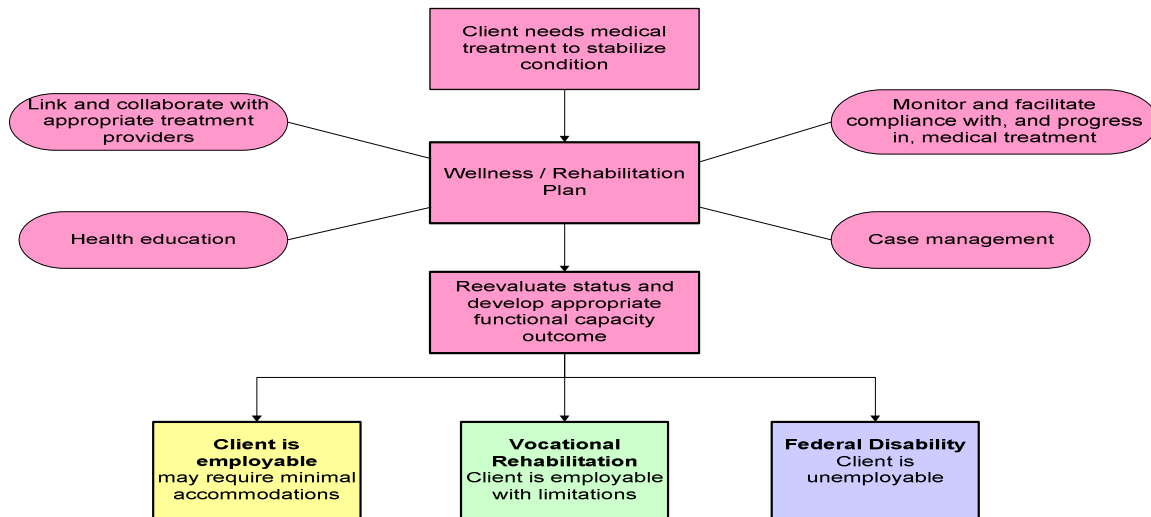 Client needs medical
treatment to stabilize
condition
Link and collaborate with
appropriate treatment
providers
Monitor and facilitate
compliance with, and progress
in, medical treatment
Wellness / Rehabilitation
Plan
Health education
Case management
Reevaluate status and
develop appropriate
functional capacity
outcome
Client is
employable
may require minimal
accommodations
Vocational
Rehabilitation
Client is employable
with limitations
Federal Disability
Client is
unemployable